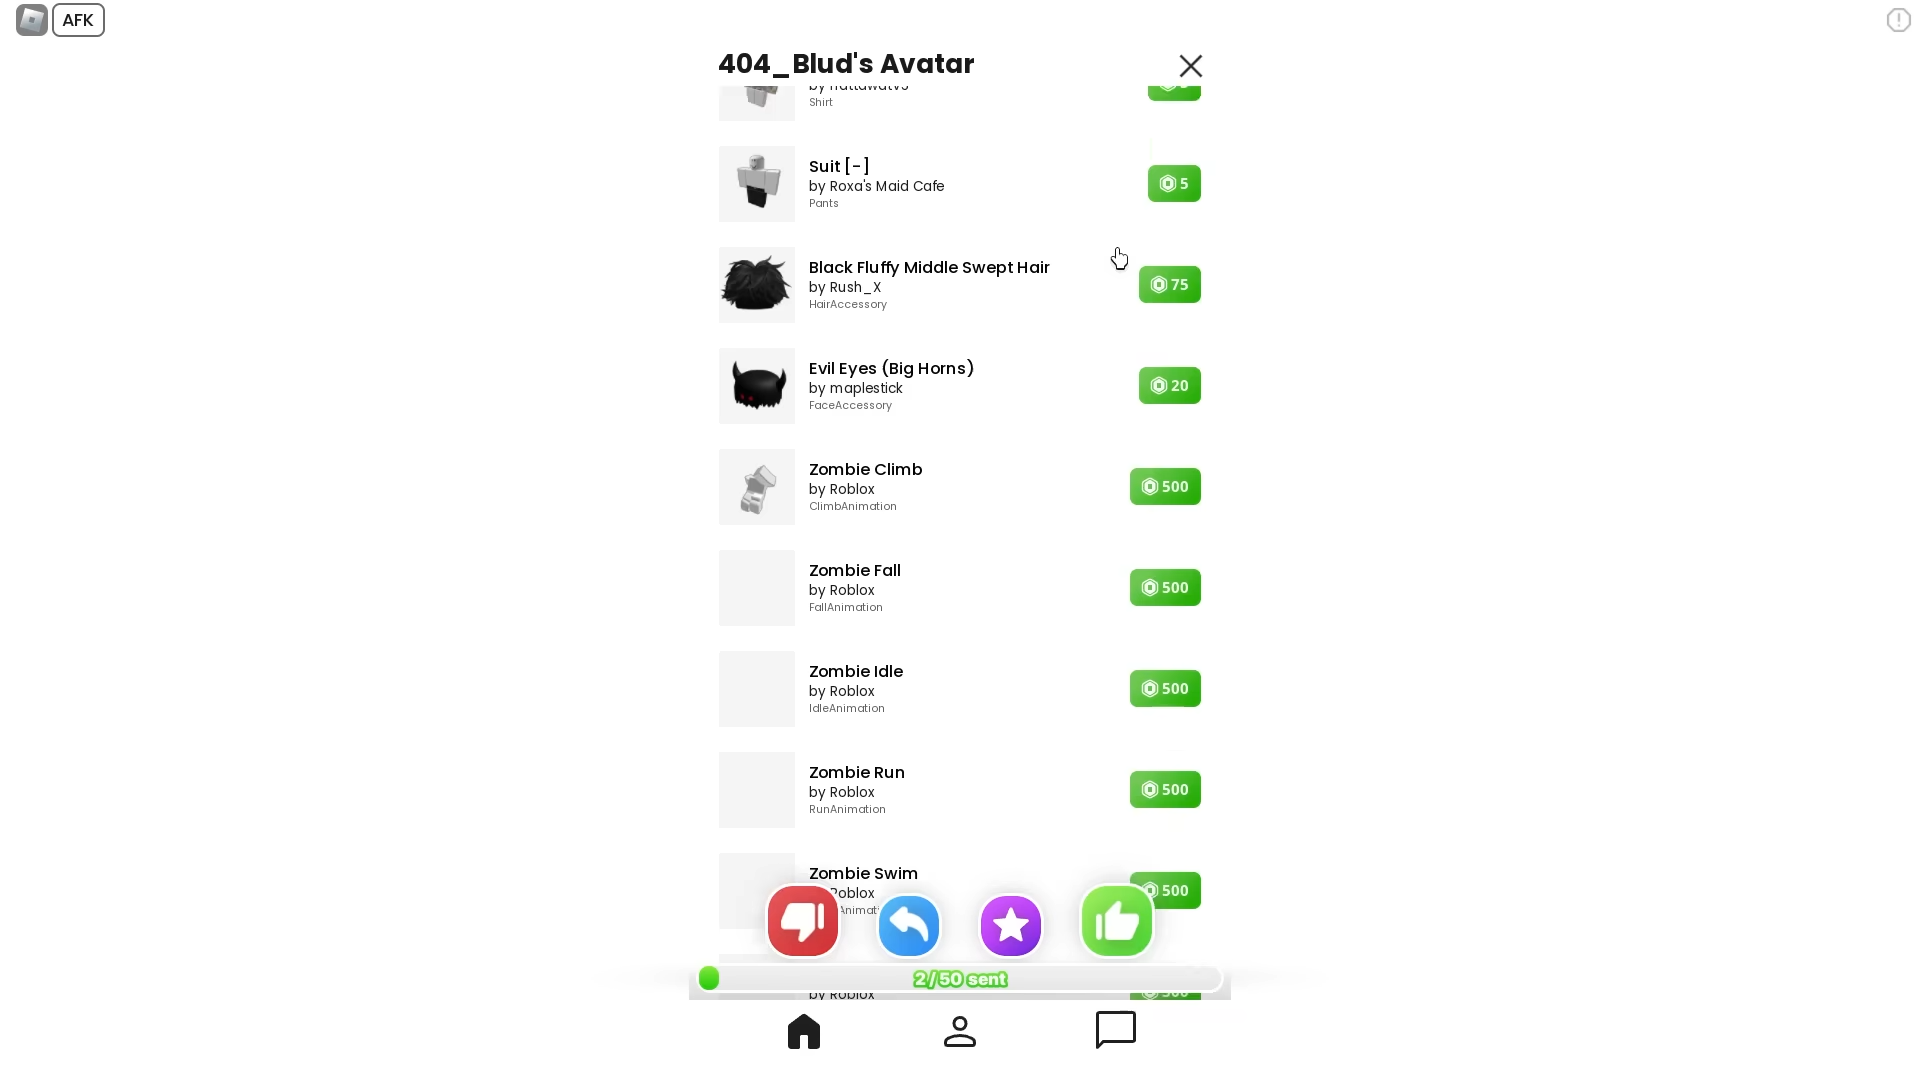 AFK
404_Blud's Avatar
Shirt
Suit [-]
by Roxa's Maid Cafe
Pants
5
Black Fluffy Middle Swept Hair
by Rush_X
HairAccessory
75
Evil Eyes (Big Horns)
by maplestick
FaceAccessory
20
Zombie Climb
by Roblox
ClimbAnimation
500
Zombie Fall
by Roblox
FallAnimation
500
Zombie Idle
by Roblox
IdleAnimation
500
Zombie Run
by Roblox
RunAnimation
500
Zombie Swim
Roblox
500
2/50 sent
by Roblox